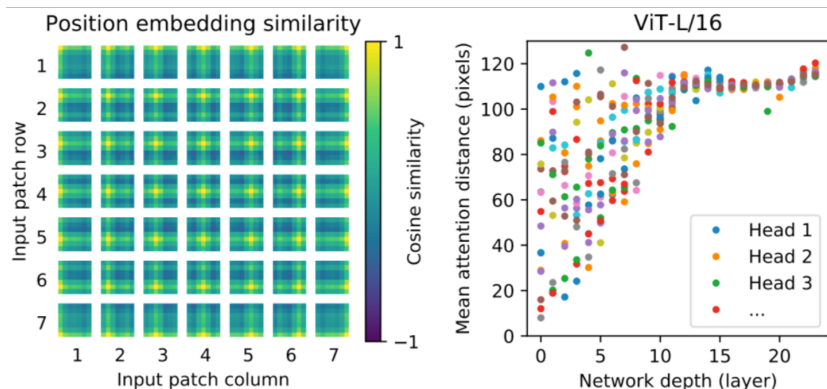 Position embedding similarity
1
2
3
4
5
6
7
Input patch row
1 2 3 4 5 6 7
Input patch column
1
−1
Cosine similarity
ViT-L/16
120
100
80
60
40
20
0
Mean attention distance (pixels)
Head 1
Head 2
Head 3
...
0 5 10 15 20
Network depth (layer)